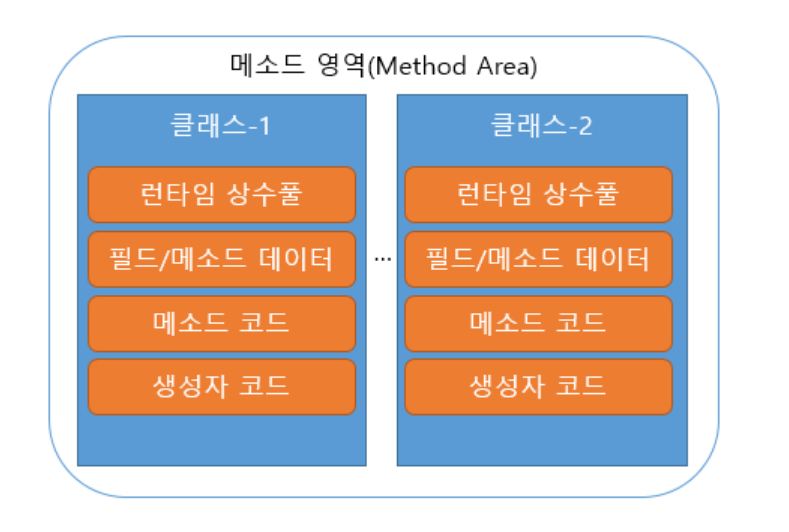 메소드 영역(Method Area)
클래스-1
런타임 상수풀
필드/메소드 데이터
메소드 코드
생성자 코드
...
클래스-2
런타임 상수풀
필드/메소드 데이터
메소드 코드
생성자 코드